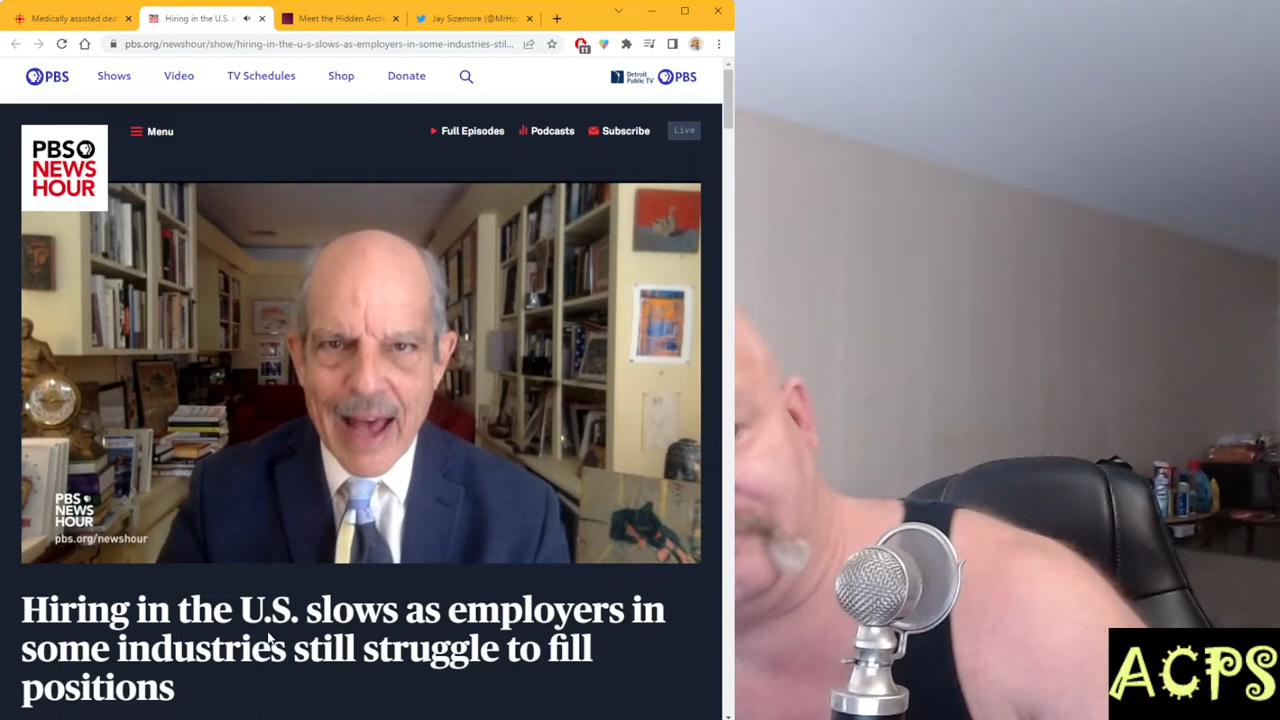 Medically assisted dea
Hiring in the U.S. s
Meet the Hidden Arch
Jay Sizemore (@MrHo
pbs.org/newshour/show/hiring-in-the-u-s-slows-as-employers-in-some-industries-stil...
11
PBS
Shows
Video
TV Schedules
Shop
Donate
Detroit
Public TV
PBS
PBS
NEWS
HOUR
Menu
Full Episodes
Podcasts
Subscribe
Live
PBS
NEWS
HOUR
pbs.org/newshour
Hiring in the U.S. slows as employers in
some industries still struggle to fill
positions
ACPS